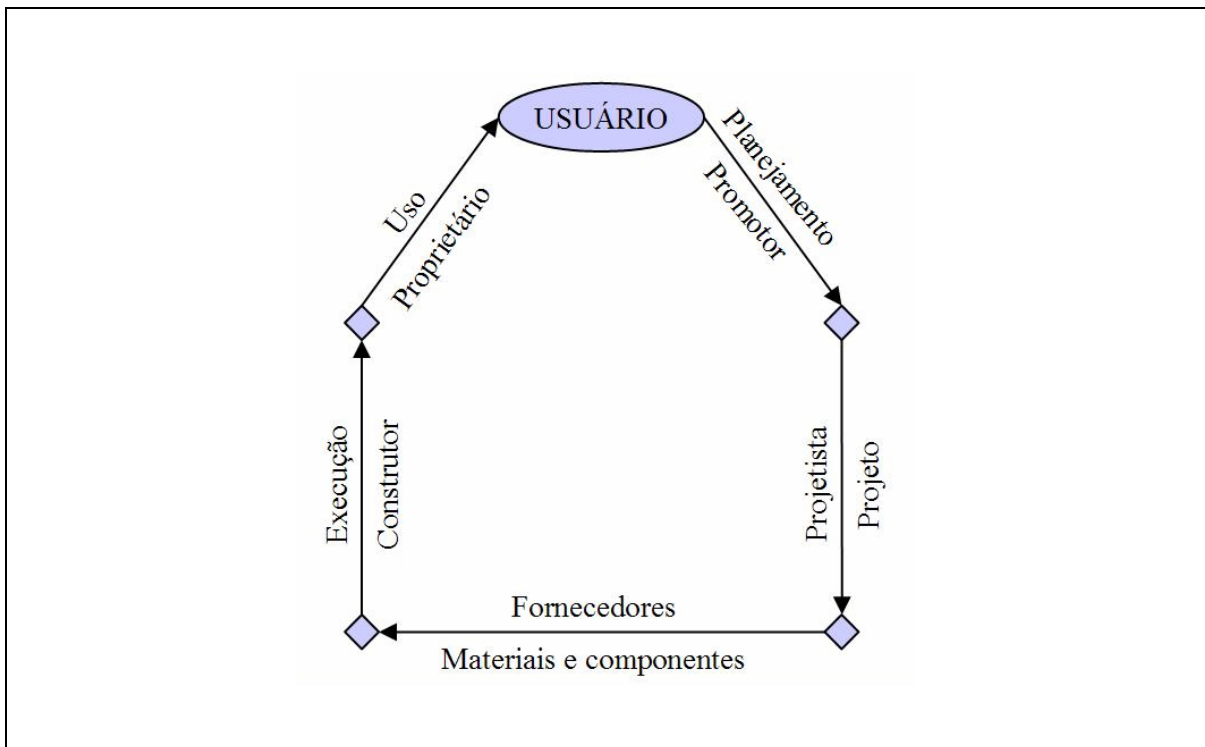 USUÁRIO
Planejamento
Promotor
Projetista
Projeto
Fornecedores
Materiais e componentes
Execução
Construtor
Uso
Proprietário